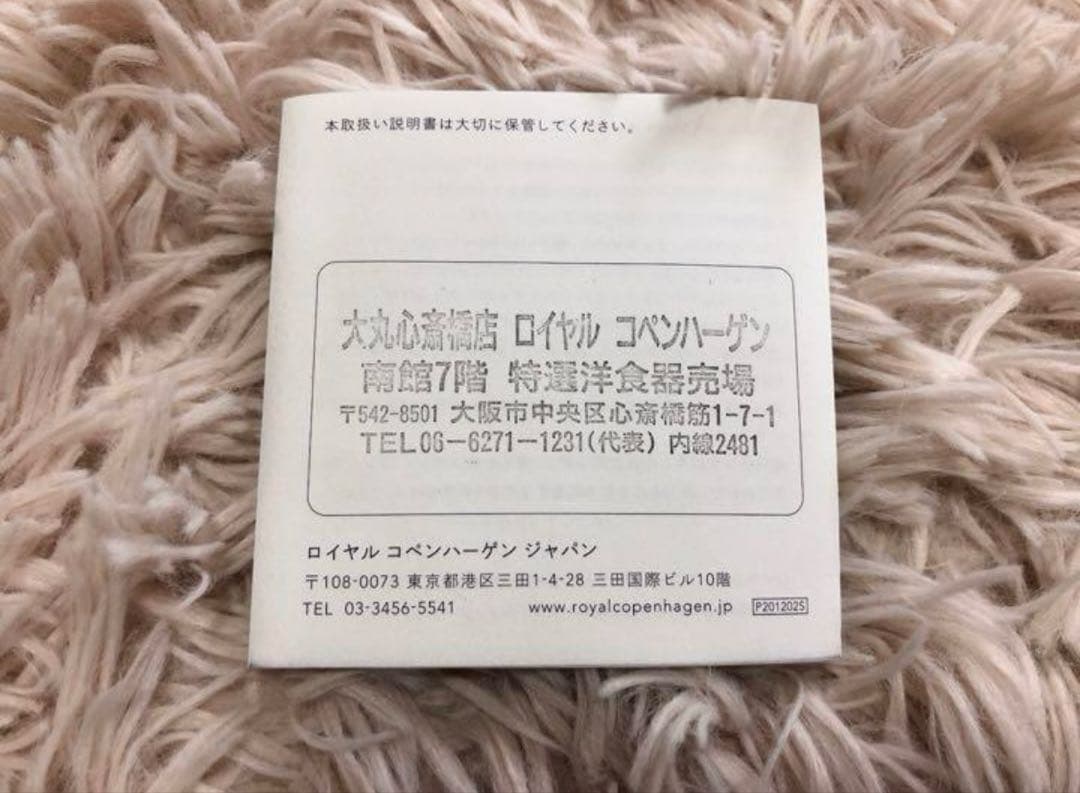 本取扱い説明書は大切に保管してください。
大丸心斎橋店 ロイヤル コペンハーゲン
南館7階 特選洋食器売場
〒542-8501 大阪市中央区心斎橋筋1-7-1
TEL06-6271-1231(代表) 内線2481
ロイヤル コペンハーゲン ジャパン
〒108-0073 東京都港区三田1-4-28 三田国際ビル10階
TEL 03-3456-5541 www.royalcopenhagen.jp P201202S